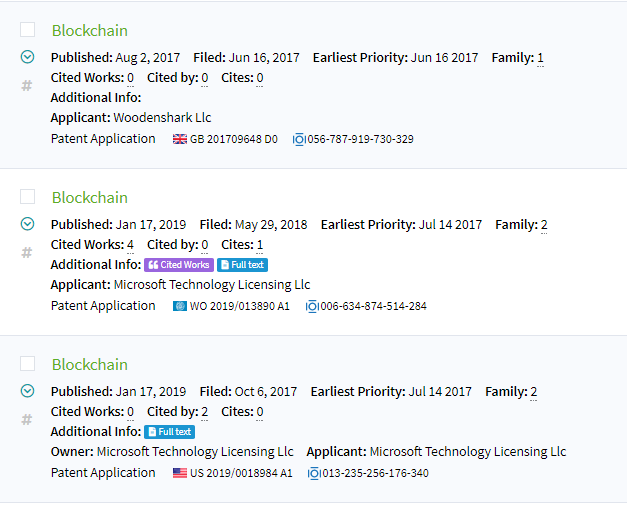 Blockchain
Published: Aug 2, 2017 Filed: Jun 16, 2017 Earliest Priority: Jun 16 2017 Family: 1
Cited Works: 0 Cited by: 0 Cites: 0
#
Additional Info:
Applicant: Woodenshark Llc
Patent Application GB 201709648 D0 056-787-919-730-329
Blockchain
Published: Jan 17, 2019 Filed: May 29, 2018 Earliest Priority: Jul 14 2017 Family: 2
Cited Works: 4 Cited by: 0 Cites: 1
#
Additional Info: Cited Works Full text
Applicant: Microsoft Technology Licensing Llc
Patent Application WO 2019/013890 A1 006-634-874-514-284
Blockchain
Published: Jan 17, 2019 Filed: Oct 6, 2017 Earliest Priority: Jul 14 2017 Family: 2
Cited Works: 0 Cited by: 2 Cites: 0
#
Additional Info: Full text
Owner: Microsoft Technology Licensing Llc Applicant: Microsoft Technology Licensing Llc
Patent Application US 2019/0018984 A1 013-235-256-176-340